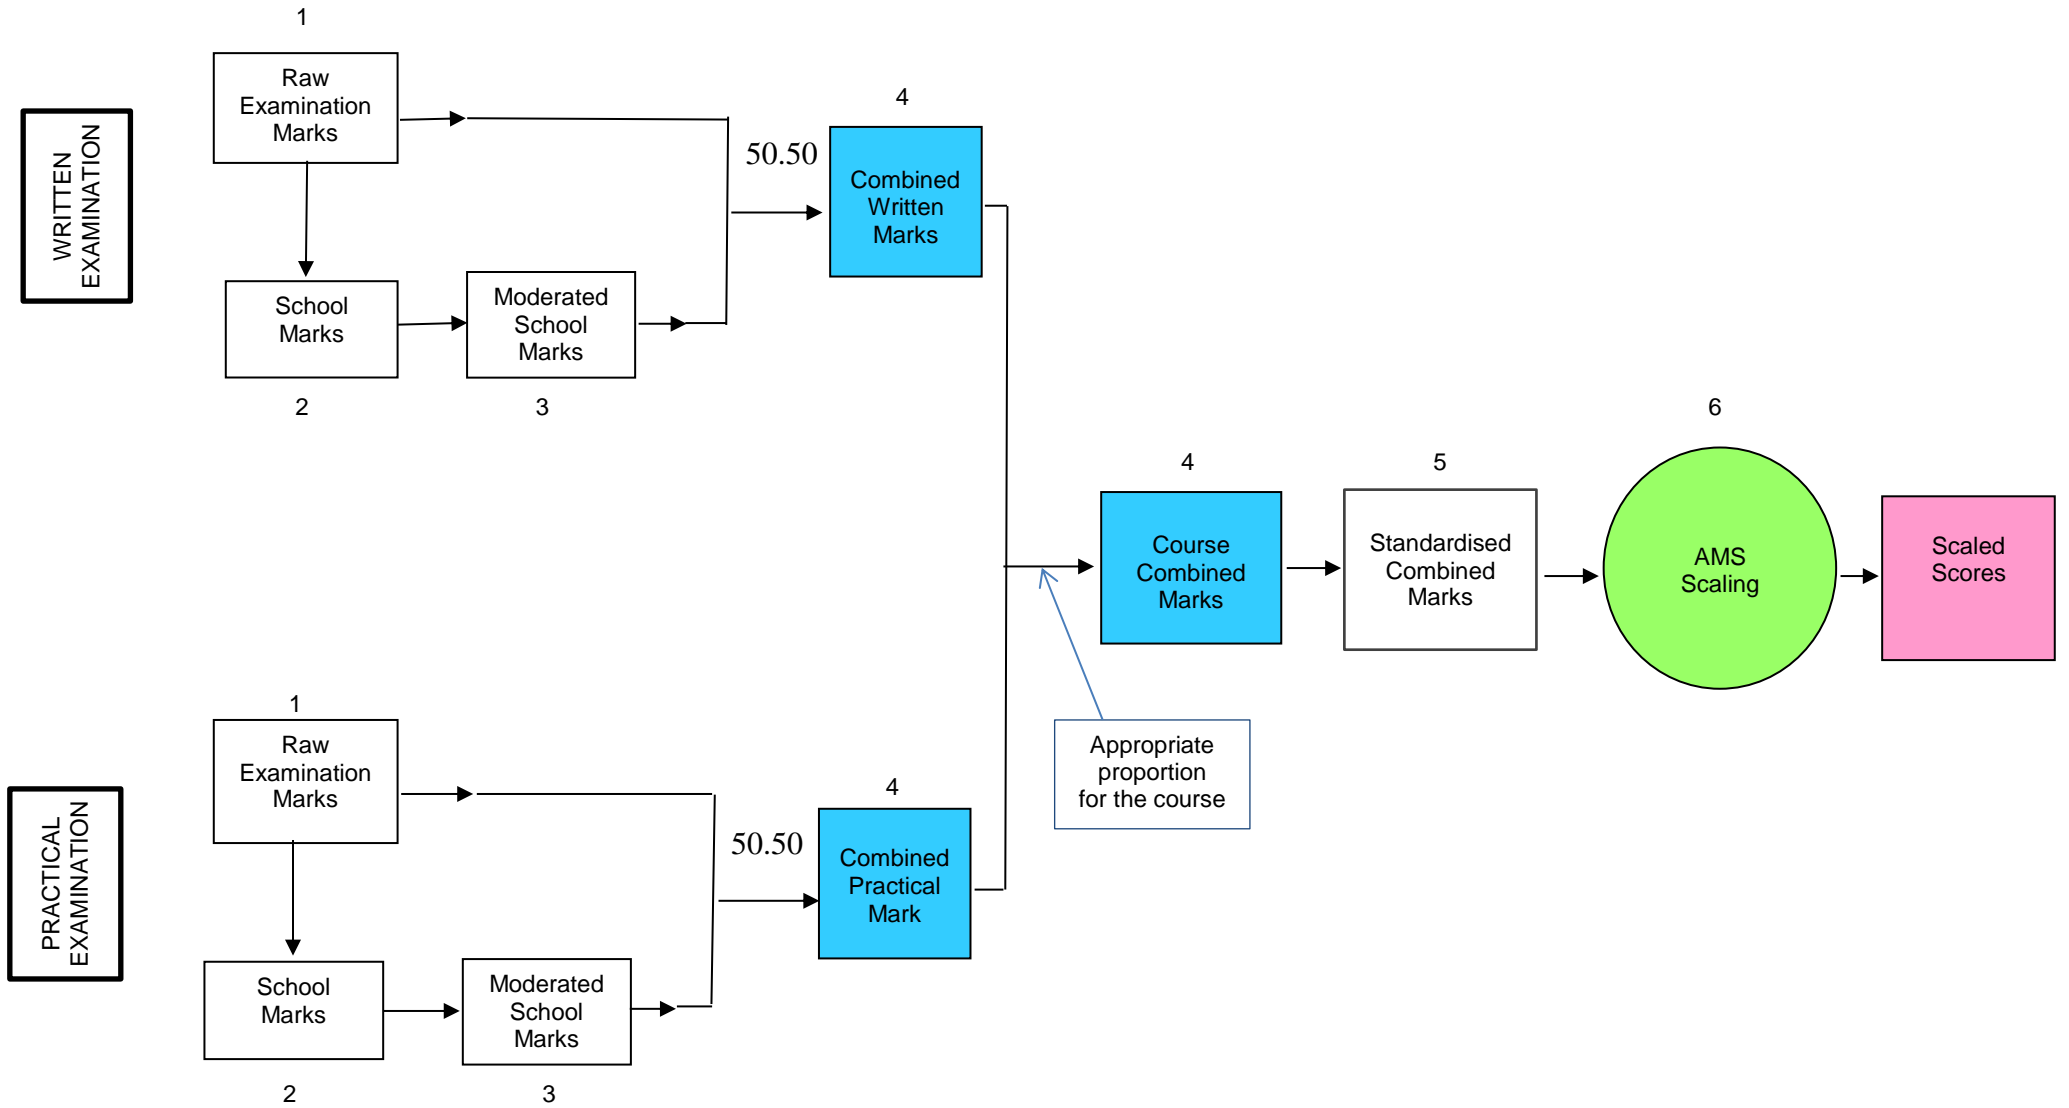 1
Raw
Examination
Marks
WRITTEN
EXAMINATION
4
50.50
Combined
Written
Marks
School
Marks
Moderated
School
Marks
2
3
6
4
5
Course
Combined
Marks
Standardised
Combined
Marks
AMS
Scaling
Scaled
Scores
1
Raw
Examination
Marks
Appropriate
proportion
for the course
PRACTICAL
EXAMINATION
4
50.50
Combined
Practical
Mark
School
Marks
Moderated
School
Marks
2
3